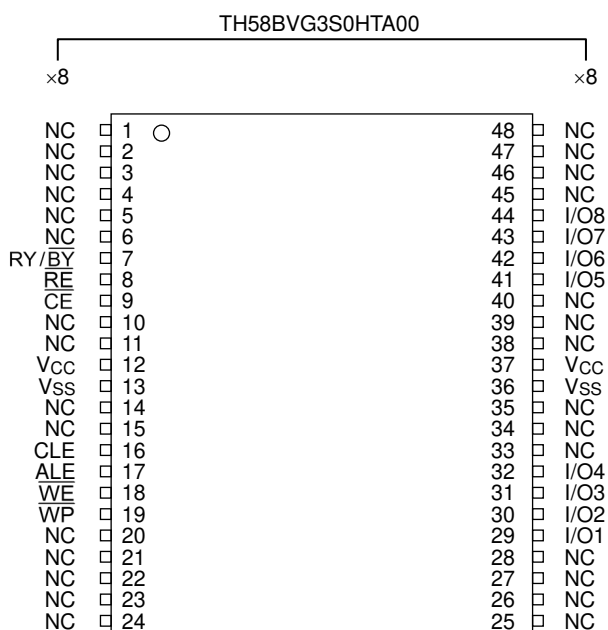 TH58BVG3S0HTA00
×8 ×8
NC 1 48 NC
NC 2 47 NC
NC 3 46 NC
NC 4 45 NC
NC 5 44 I/O8
NC 6 43 I/O7
RY/B̅Y̅ 7 42 I/O6
R̅E̅ 8 41 I/O5
C̅E̅ 9 40 NC
NC 10 39 NC
NC 11 38 NC
VCC 12 37 VCC
VSS 13 36 VSS
NC 14 35 NC
NC 15 34 NC
CLE 16 33 NC
ALE 17 32 I/O4
W̅E̅ 18 31 I/O3
W̅P̅ 19 30 I/O2
NC 20 29 I/O1
NC 21 28 NC
NC 22 27 NC
NC 23 26 NC
NC 24 25 NC